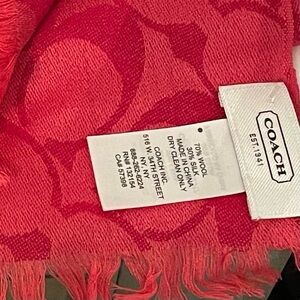 70% WOOL
30% SILK
MADE IN CHINA
DRY CLEAN ONLY
COACH INC
516 W. 34TH STREET
NY, NY
888-262-6224
RN# 132154
CA# 57398
COACH
EST. 1941